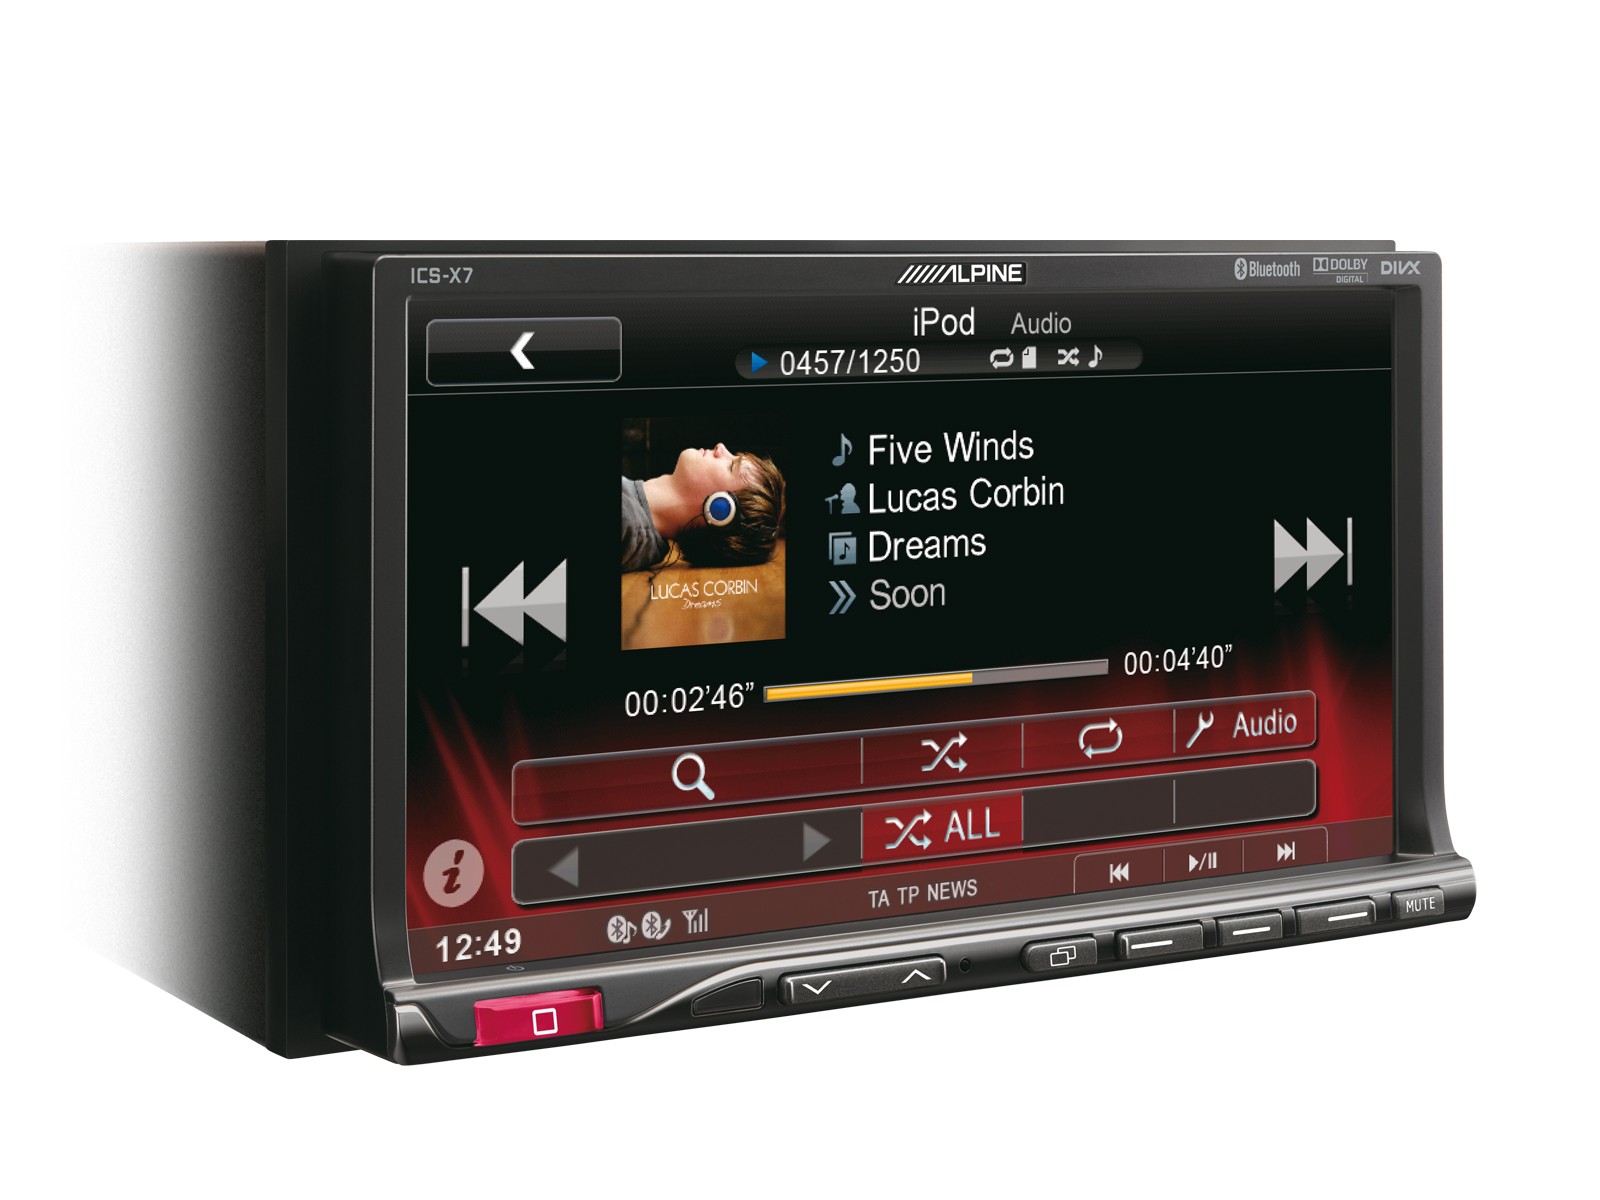 ICS-X7
ALPINE
Bluetooth
DOLBY
DIGITAL
DIVX
iPod Audio
0457/1250
Five Winds
Lucas Corbin
Dreams
Soon
LUCAS CORBIN
Dreams
00:02'46”
00:04'40”
Audio
ALL
i
TA TP NEWS
12:49
MUTE